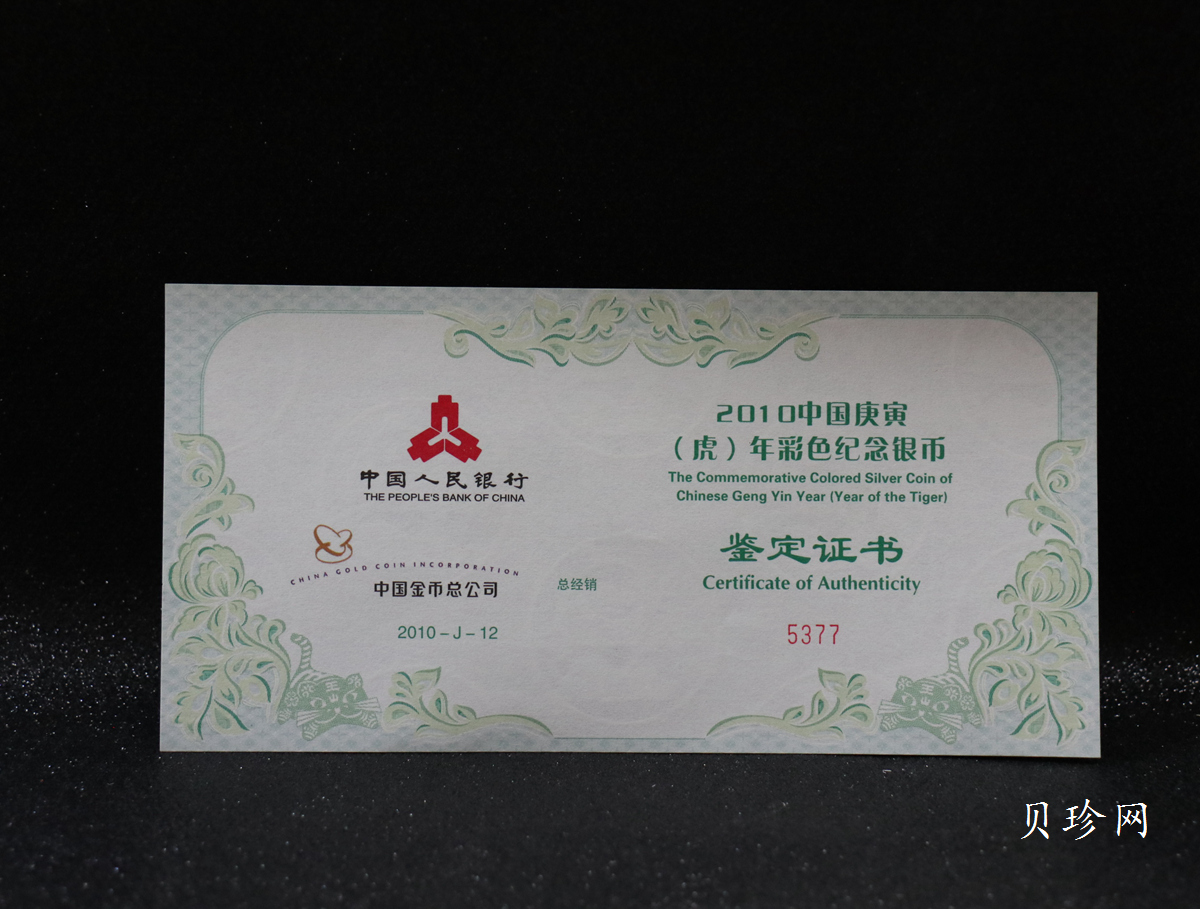 中国人民银行
THE PEOPLE'S BANK OF CHINA
CHINA GOLD COIN INCORPORATION
中国金币总公司
总经销
2010－J－12
2010中国庚寅
（虎）年彩色纪念银币
The Commemorative Colored Silver Coin of
Chinese Geng Yin Year (Year of the Tiger)
鉴定证书
Certificate of Authenticity
5377
王
王
贝珍网